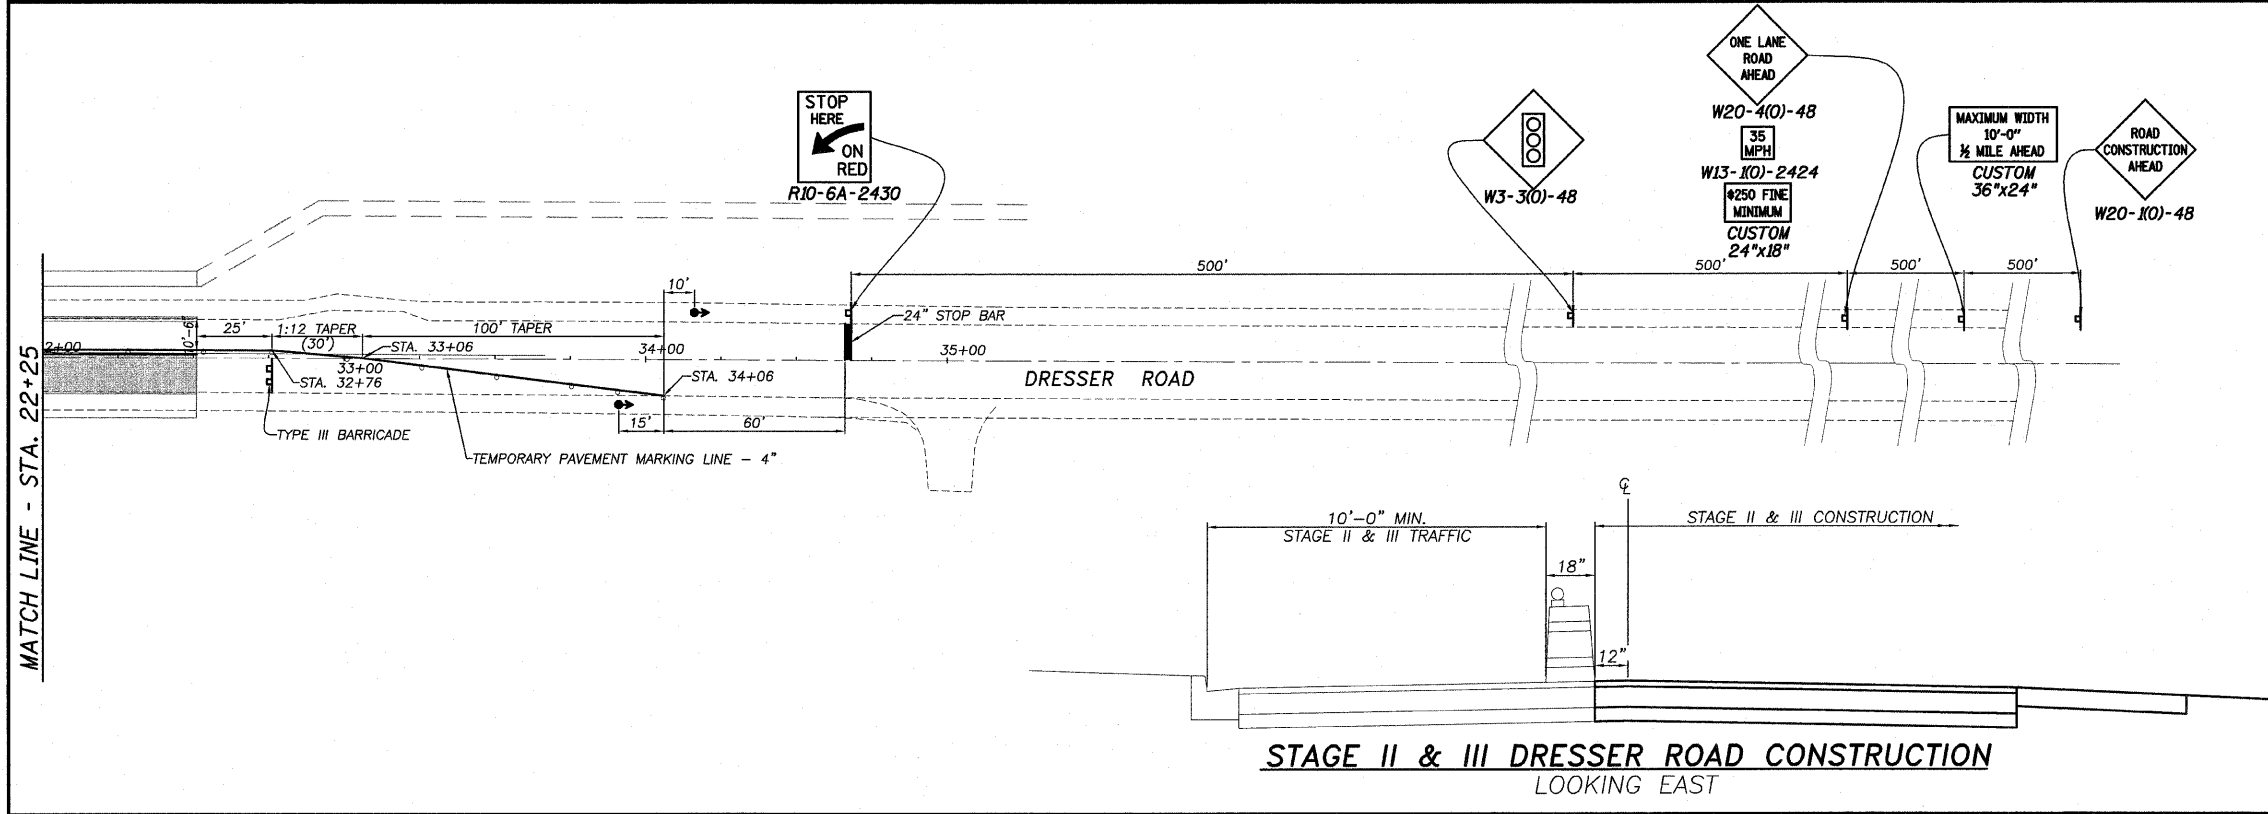 STOP
HERE
ON
RED
R10-6A-2430
W3-3(O)-48
ONE LANE
ROAD
AHEAD
W20-4(O)-48
35
MPH
W13-1(O)-2424
$250 FINE
MINIMUM
CUSTOM
24"x18"
MAXIMUM WIDTH
10'-0"
½ MILE AHEAD
CUSTOM
36"x24"
ROAD
CONSTRUCTION
AHEAD
W20-1(O)-48
500'
500'
500'
500'
10'
24" STOP BAR
10'-6"
25'
1:12 TAPER
(30')
100' TAPER
2+00
STA. 33+06
33+00
34+00
35+00
STA. 32+76
STA. 34+06
DRESSER ROAD
15'
60'
TYPE III BARRICADE
TEMPORARY PAVEMENT MARKING LINE - 4"
MATCH LINE - STA. 22+25
℄
10'-0" MIN.
STAGE II & III TRAFFIC
STAGE II & III CONSTRUCTION
18"
12"
STAGE II & III DRESSER ROAD CONSTRUCTION
LOOKING EAST